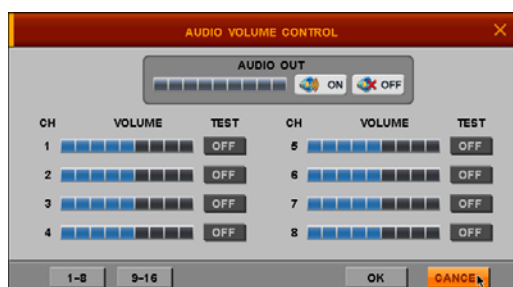 AUDIO VOLUME CONTROL
AUDIO OUT
ON OFF
CH VOLUME TEST CH VOLUME TEST
1 OFF 5 OFF
2 OFF 6 OFF
3 OFF 7 OFF
4 OFF 8 OFF
1-8 9-16 OK CANCEL